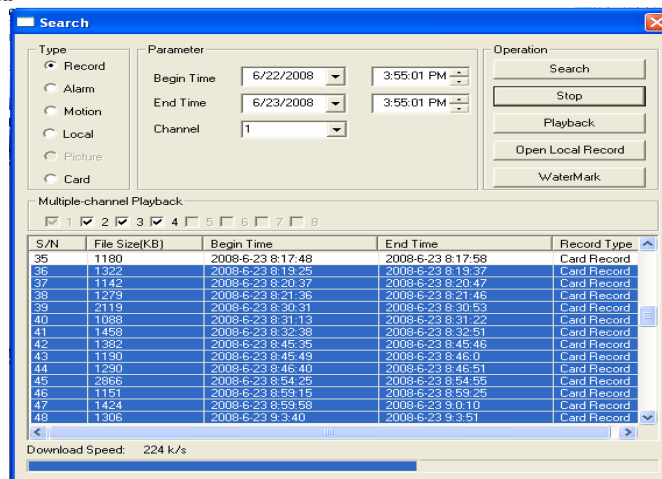 Search
Type
Record
Alarm
Motion
Local
Picture
Card
Parameter
Begin Time 6/22/2008 3:55:01 PM
End Time 6/23/2008 3:55:01 PM
Channel 1
Operation
Search
Stop
Playback
Open Local Record
WaterMark
Multiple-channel Playback
1 2 3 4 5 6 7 8
S/N File Size(KB) Begin Time End Time Record Type
35 1180 2008-6-23 8:17:48 2008-6-23 8:17:58 Card Record
36 1322 2008-6-23 8:19:25 2008-6-23 8:19:37 Card Record
37 1142 2008-6-23 8:20:37 2008-6-23 8:20:47 Card Record
38 1279 2008-6-23 8:21:36 2008-6-23 8:21:46 Card Record
39 2119 2008-6-23 8:30:31 2008-6-23 8:30:53 Card Record
40 1088 2008-6-23 8:31:13 2008-6-23 8:31:22 Card Record
41 1458 2008-6-23 8:32:38 2008-6-23 8:32:51 Card Record
42 1382 2008-6-23 8:45:35 2008-6-23 8:45:46 Card Record
43 1190 2008-6-23 8:45:49 2008-6-23 8:46:0 Card Record
44 1290 2008-6-23 8:46:40 2008-6-23 8:46:51 Card Record
45 2866 2008-6-23 8:54:25 2008-6-23 8:54:55 Card Record
46 1151 2008-6-23 8:59:15 2008-6-23 8:59:25 Card Record
47 1424 2008-6-23 8:59:58 2008-6-23 9:0:10 Card Record
48 1306 2008-6-23 9:3:40 2008-6-23 9:3:51 Card Record
Download Speed: 224 k/s